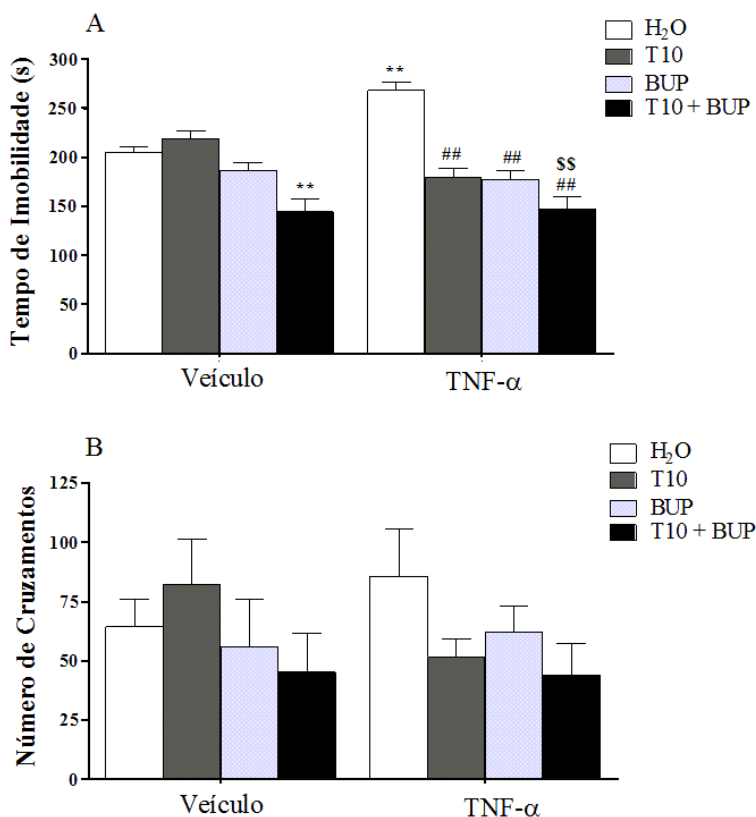 A
H₂O
T10
BUP
T10 + BUP
Tempo de Imobilidade (s)
300
250
200
150
100
50
0
**
**
##
##
$$
##
Veículo
TNF-α
B
H₂O
T10
BUP
T10 + BUP
Número de Cruzamentos
125
100
75
50
25
0
Veículo
TNF-α